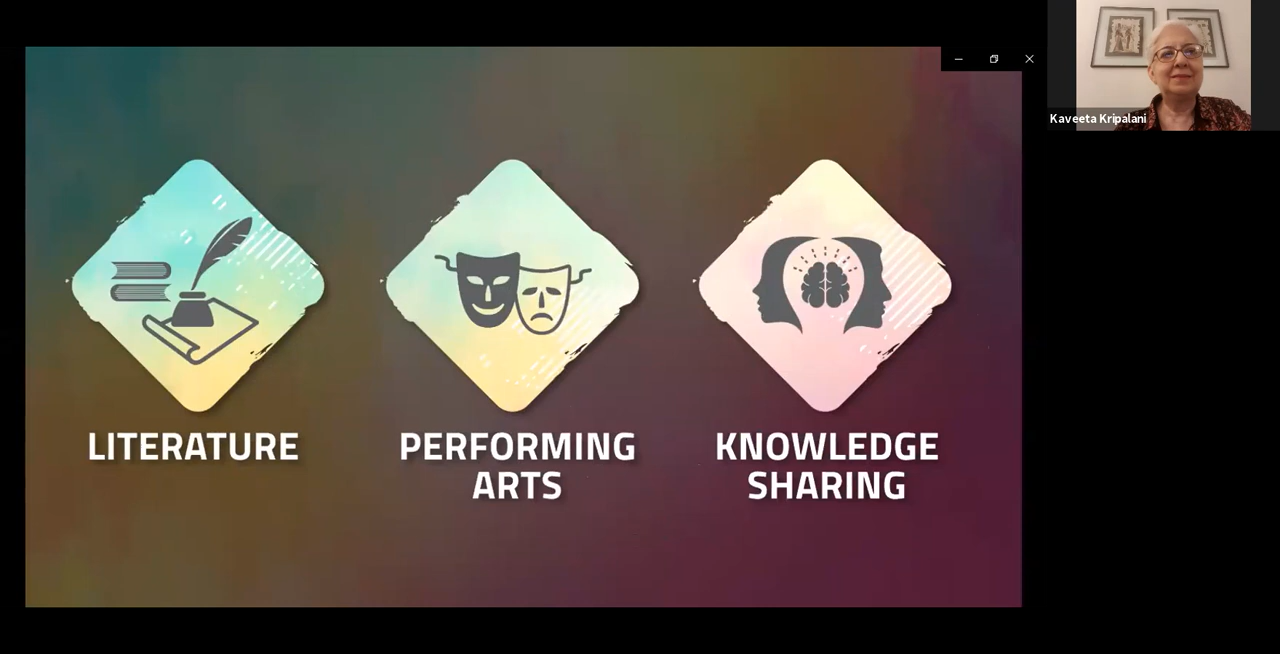 Kaveeta Kripalani
LITERATURE
PERFORMING
ARTS
KNOWLEDGE
SHARING